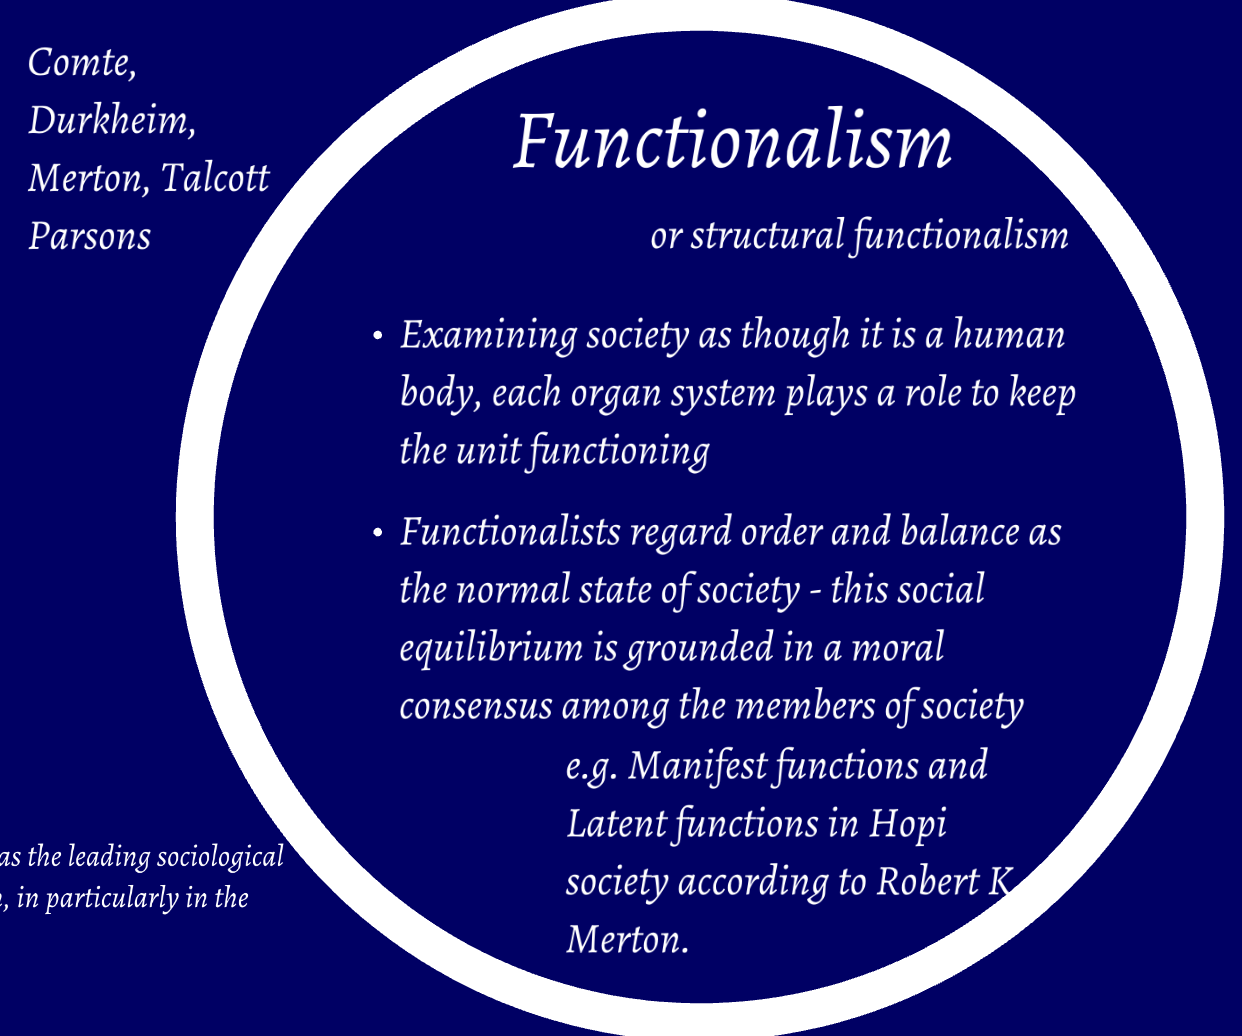 Comte,
Durkheim,
Merton, Talcott
Parsons
Functionalism
or structural functionalism
• Examining society as though it is a human
body, each organ system plays a role to keep
the unit functioning
• Functionalists regard order and balance as
the normal state of society - this social
equilibrium is grounded in a moral
consensus among the members of society
e.g. Manifest functions and
Latent functions in Hopi
society according to Robert K
Merton.
as the leading sociological
, in particularly in the